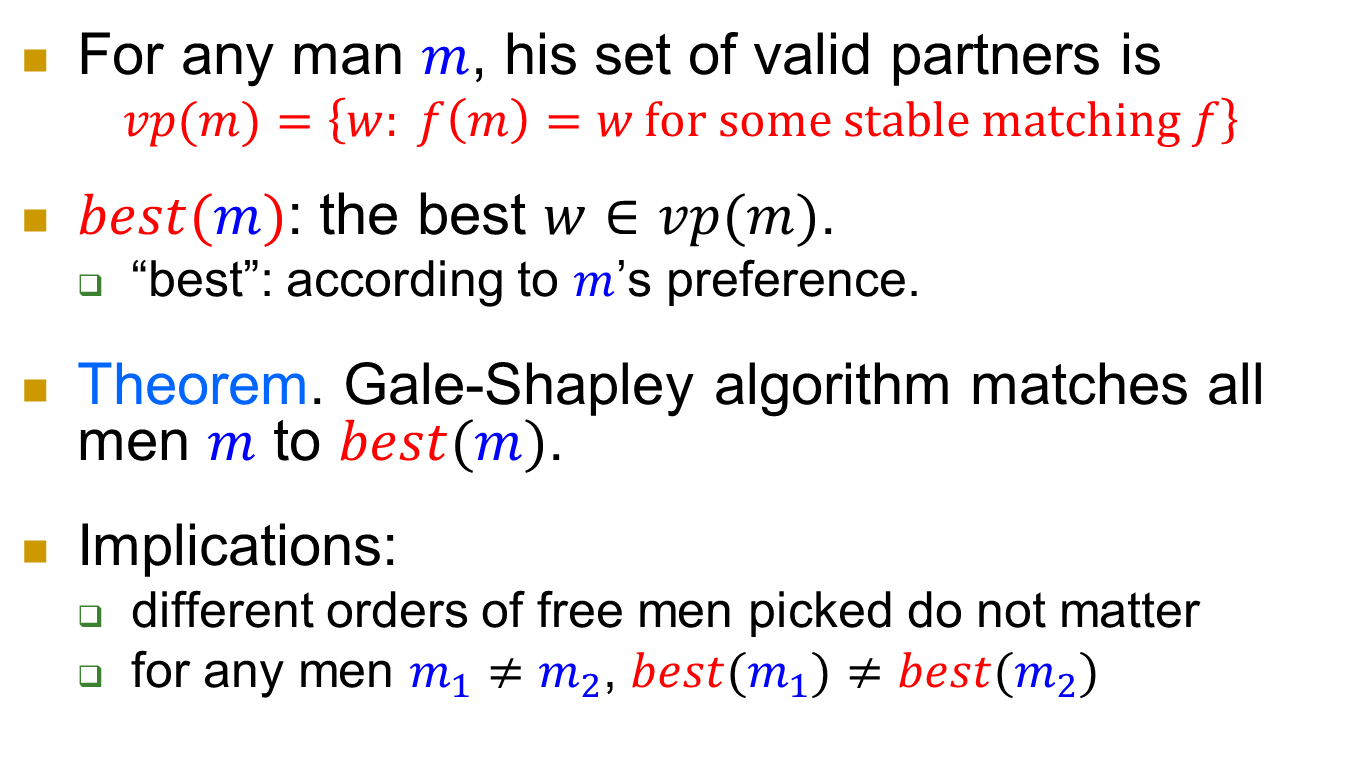 For any man m, his set of valid partners is
vp(m) = {w: f(m) = w for some stable matching f}
best(m): the best w ∈ vp(m).
“best”: according to m’s preference.
Theorem. Gale-Shapley algorithm matches all
men m to best(m).
Implications:
different orders of free men picked do not matter
for any men m₁ ≠ m₂, best(m₁) ≠ best(m₂)